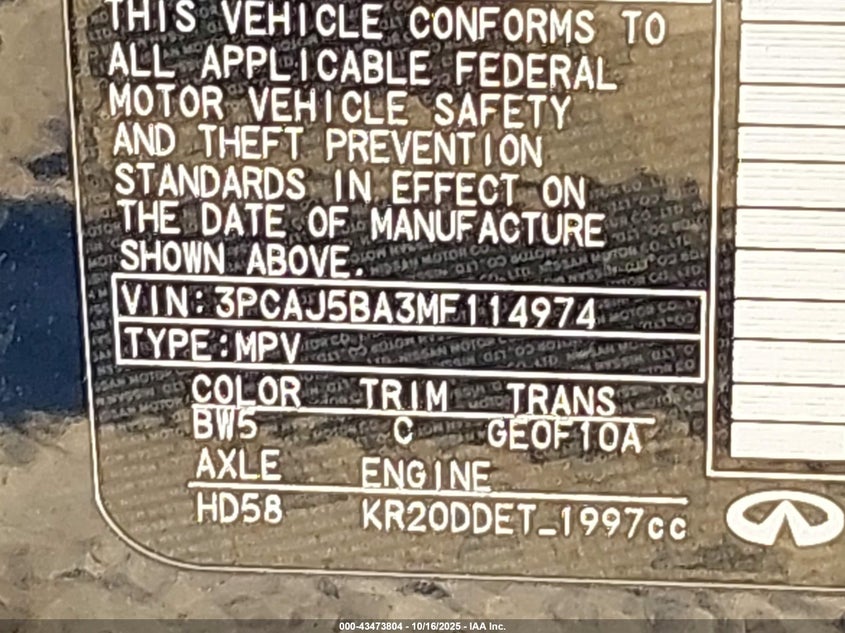 THIS VEHICLE CONFORMS TO
ALL APPLICABLE FEDERAL
MOTOR VEHICLE SAFETY
AND THEFT PREVENTION
STANDARDS IN EFFECT ON
THE DATE OF MANUFACTURE
SHOWN ABOVE.
VIN:3PCAJ5BA3MF114974
TYPE:MPV
COLOR TRIM TRANS
BW5 C GE0F10A
AXLE ENGINE
HD58 KR20DDET_1997cc
000-43473804 - 10/16/2025 - IAA Inc.